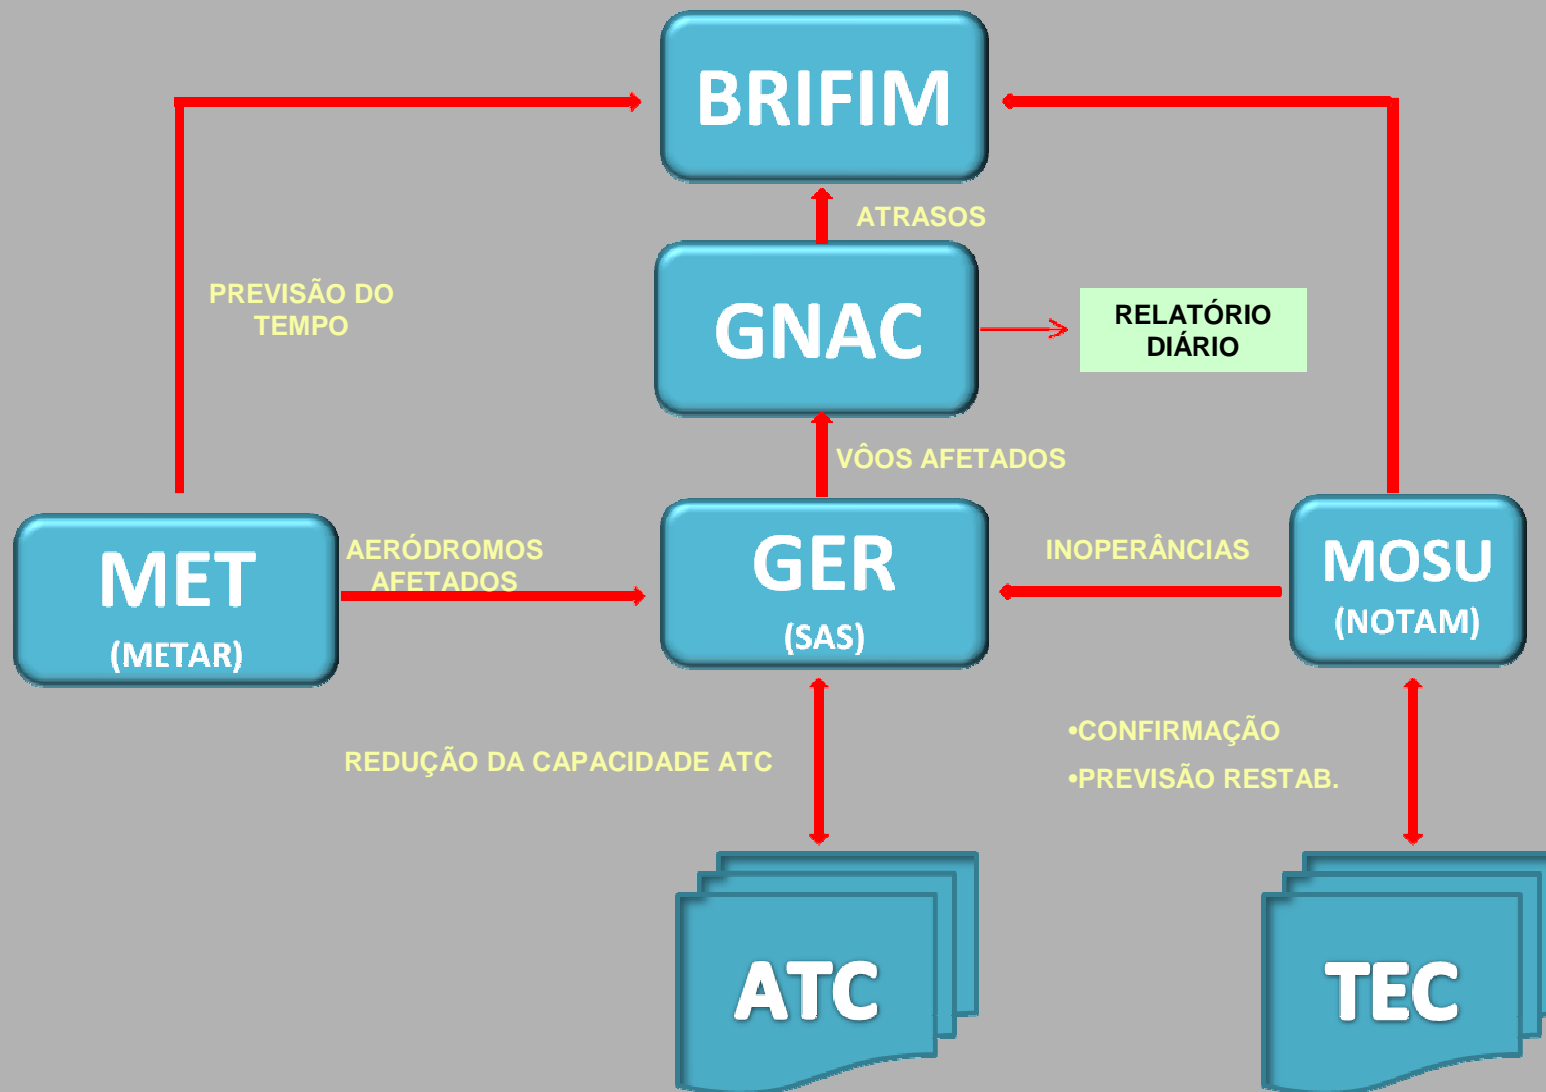 BRIFIM
ATRASOS
PREVISÃO DO
TEMPO
GNAC
RELATÓRIO
DIÁRIO
VÔOS AFETADOS
MET
(METAR)
AERÓDROMOS
AFETADOS
GER
(SAS)
INOPERÂNCIAS
MOSU
(NOTAM)
REDUÇÃO DA CAPACIDADE ATC
•CONFIRMAÇÃO
•PREVISÃO RESTAB.
ATC
TEC